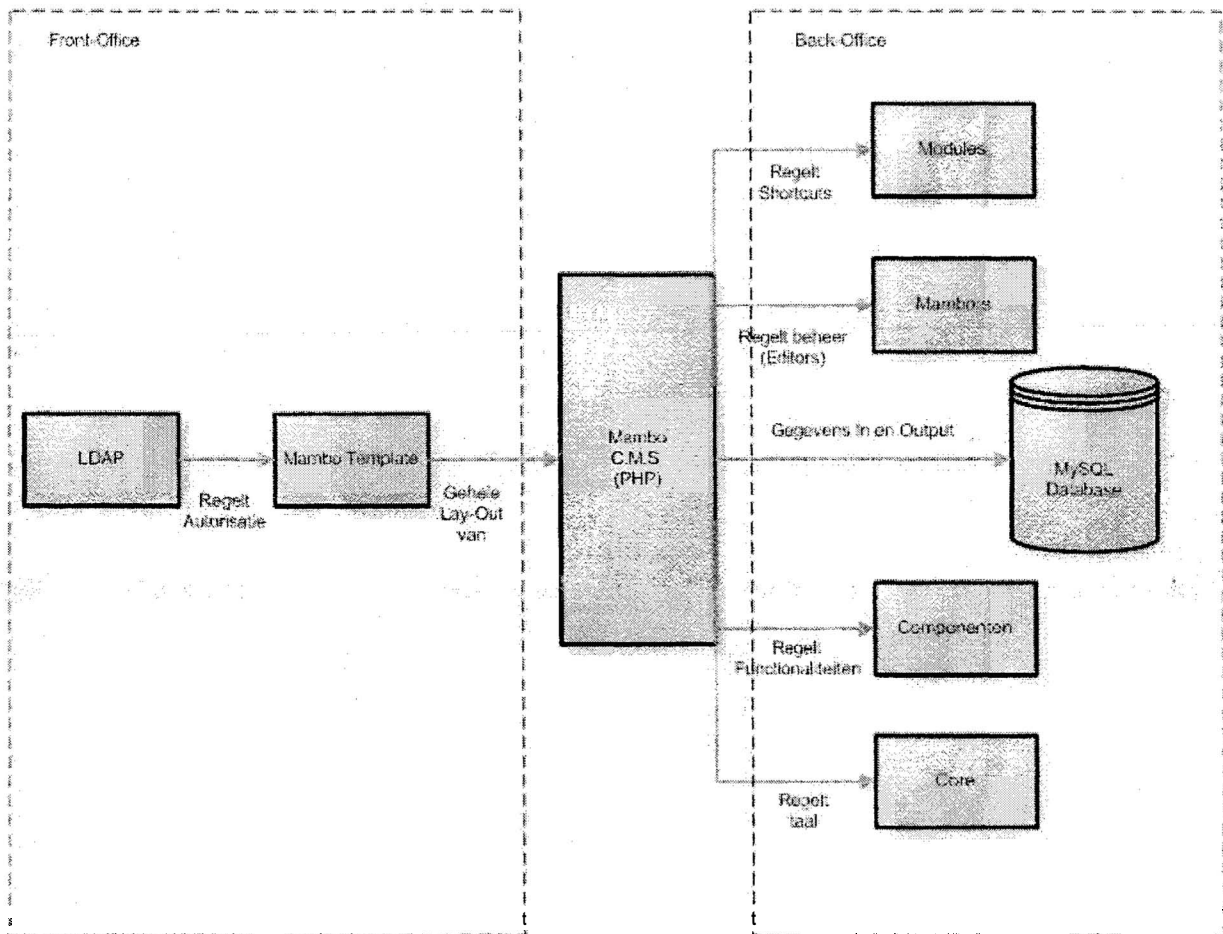 Front-Office
Back-Office
Modules
Regelt
Shortcuts
Mambots
Regelt beheer
(Editors)
LDAP
Regelt
Autorisatie
Mambo Template
Gehele
Lay-Out
van
Mambo
C.M.S
(PHP)
Gegevens In en Output
MySQL
Database
Componenten
Regelt
Functionaliteiten
Core
Regelt
taal